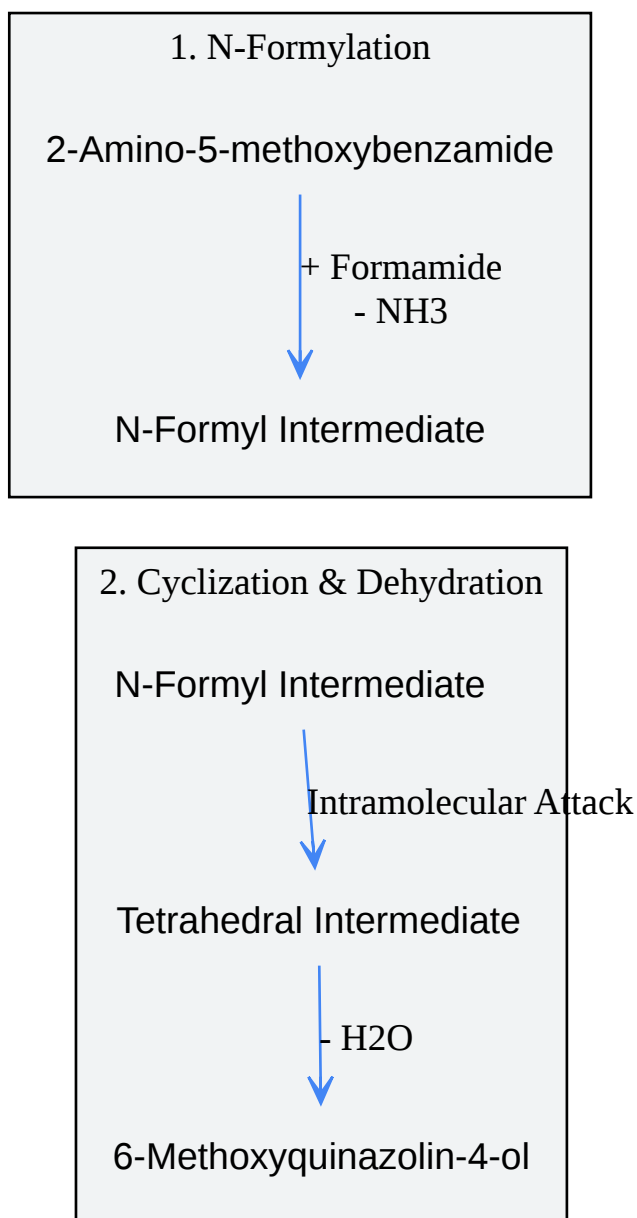 1. N-Formylation
2-Amino-5-methoxybenzamide
+ Formamide
- NH3
N-Formyl Intermediate
2. Cyclization & Dehydration
N-Formyl Intermediate
Intramolecular Attack
Tetrahedral Intermediate
- H2O
6-Methoxyquinazolin-4-ol